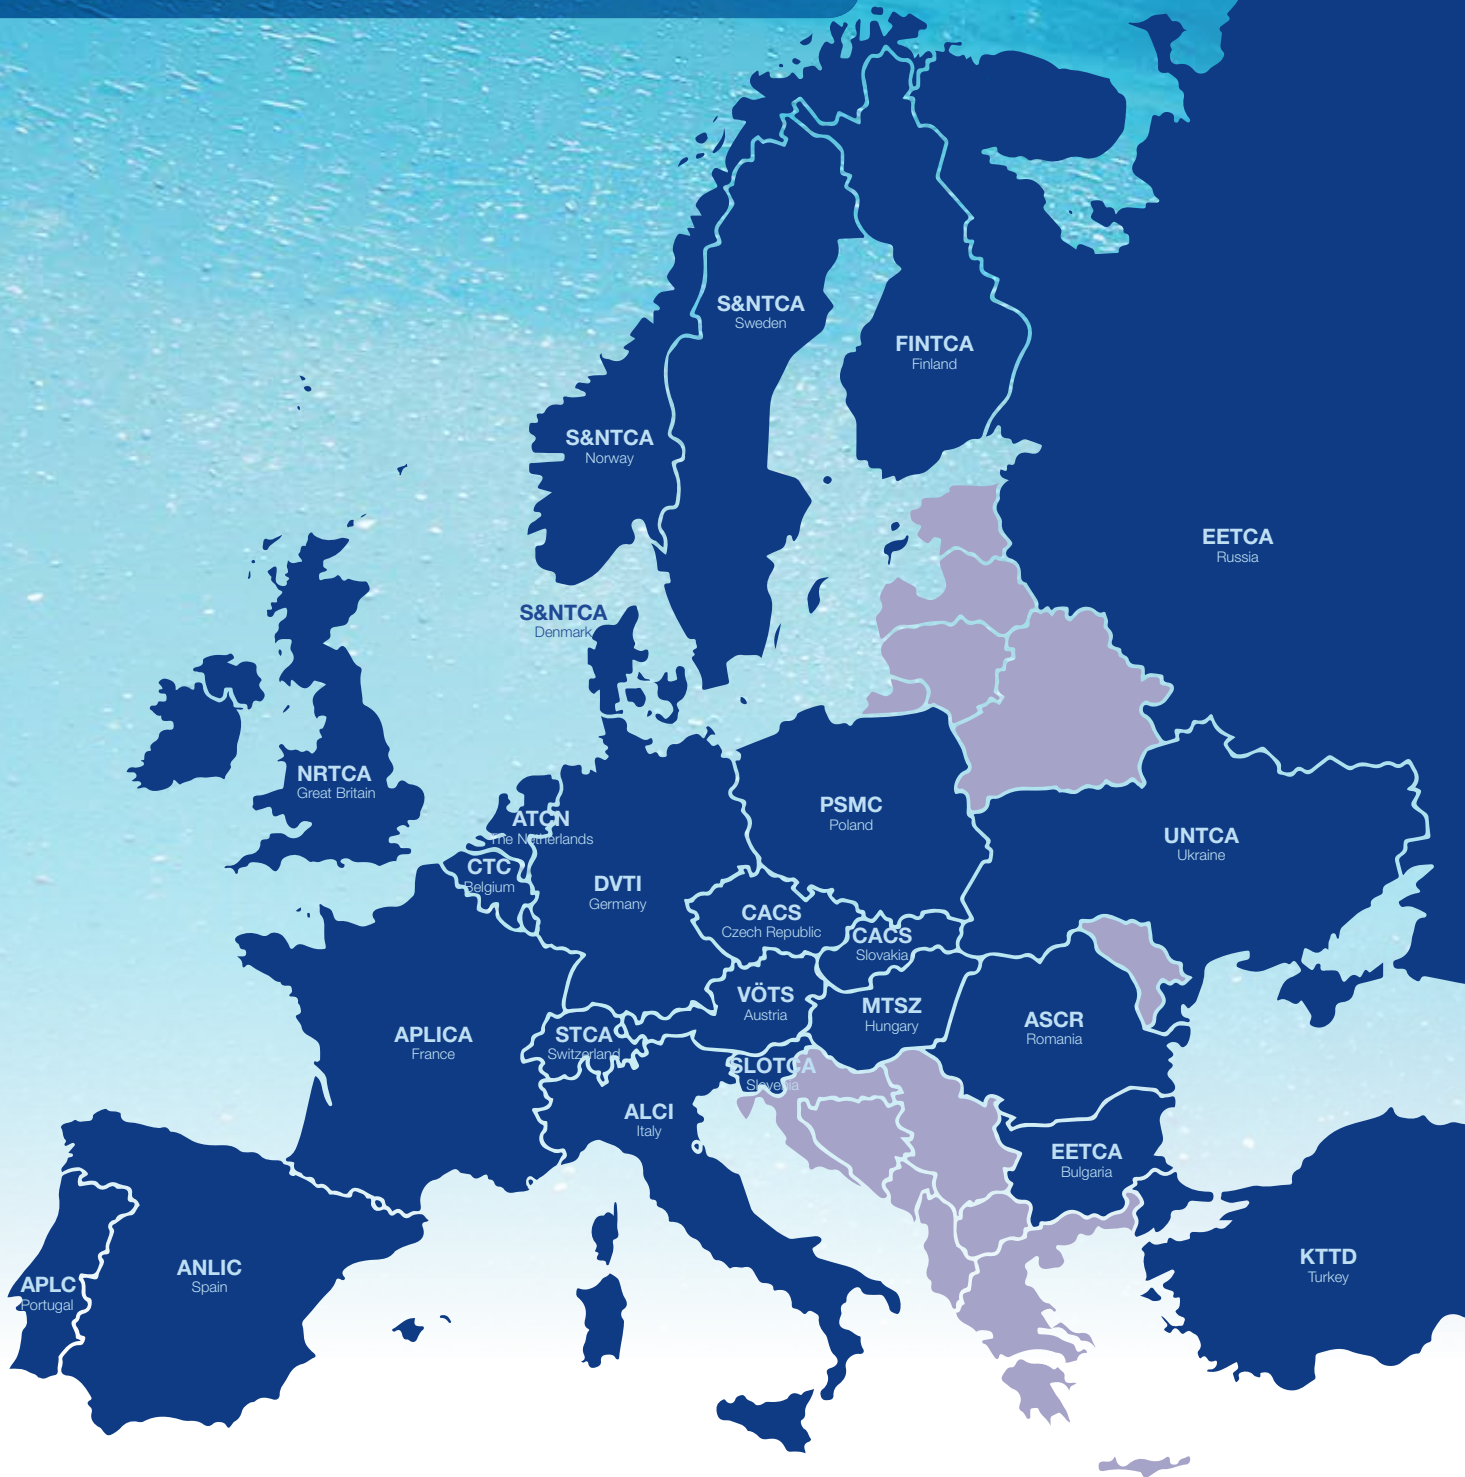 S&NTCA
Sweden
FINTCA
Finland
S&NTCA
Norway
EETCA
Russia
S&NTCA
Denmark
NRTCA
Great Britain
ATCN
The Netherlands
PSMC
Poland
UNTCA
Ukraine
CTC
Belgium
DVTI
Germany
CACS
Czech Republic
CACS
Slovakia
VÖTS
Austria
MTSZ
Hungary
ASCR
Romania
APLICA
France
STCA
Switzerland
SLOTCA
Slovenia
ALCI
Italy
EETCA
Bulgaria
ANLIC
Spain
APLC
Portugal
KTTD
Turkey